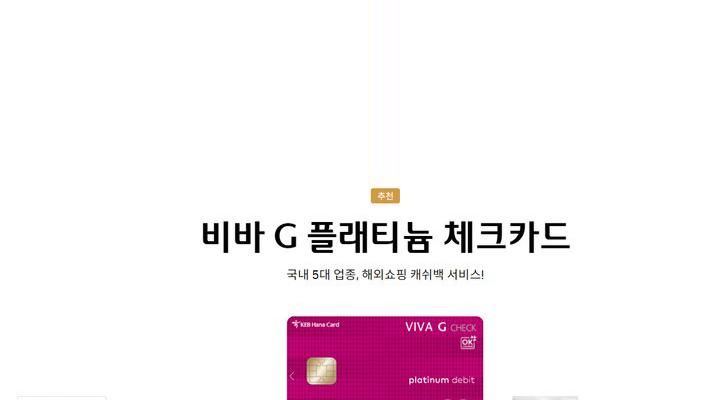 추천
비바 G 플래티늄 체크카드
국내 5대 업종, 해외쇼핑 캐쉬백 서비스!
KEB Hana Card
VIVA G CHECK
OK
platinum debit